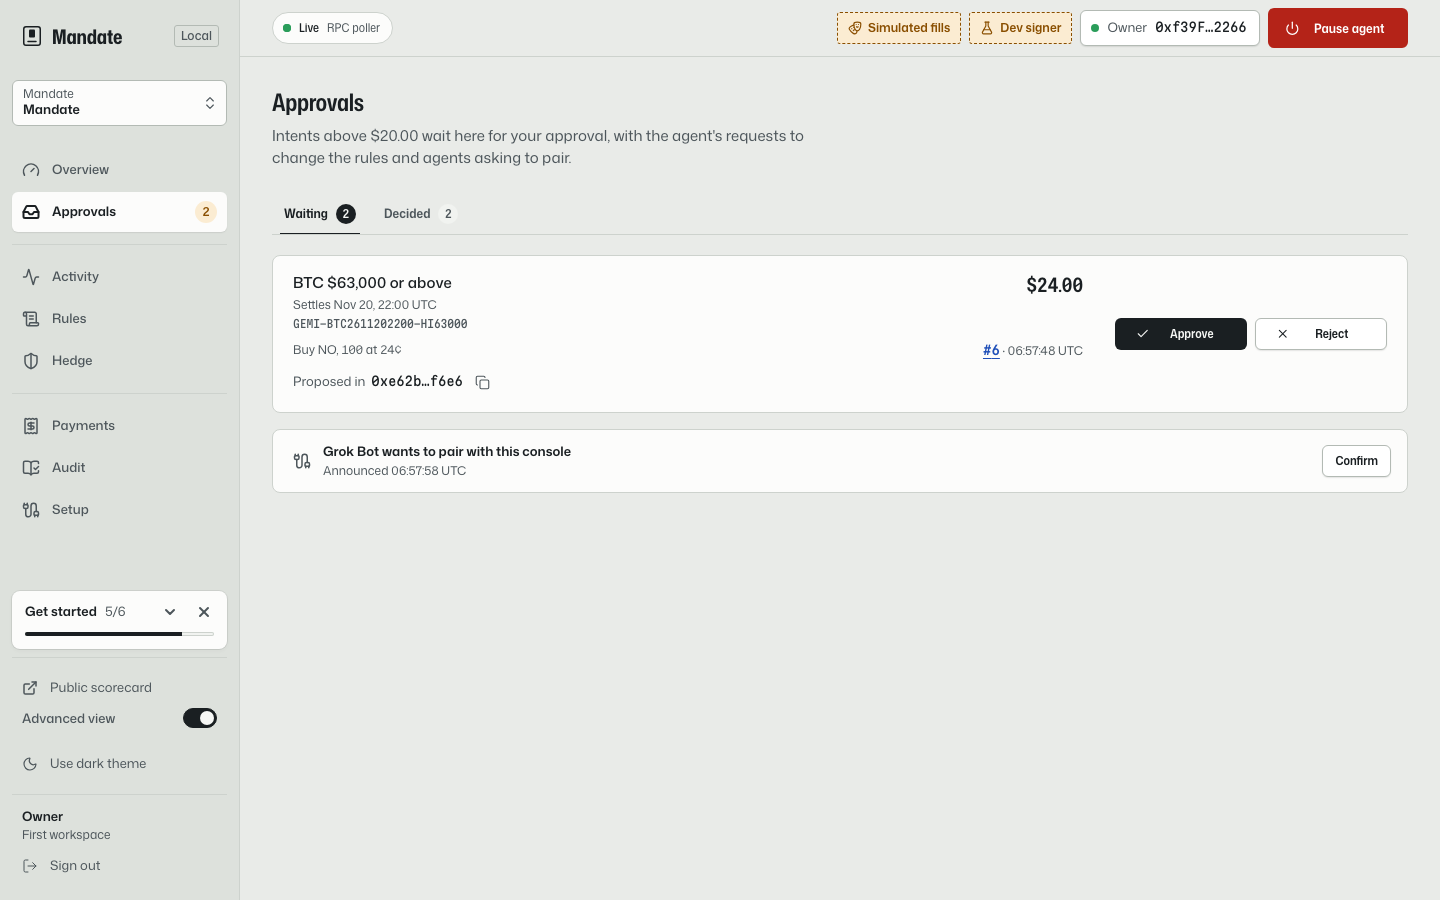 Mandate
Local
Mandate
Mandate
Overview
Approvals
2
Activity
Rules
Hedge
Payments
Audit
Setup
Get started 5/6
Public scorecard
Advanced view
Use dark theme
Owner
First workspace
Sign out
Live RPC poller
Simulated fills
Dev signer
Owner 0xf39F…2266
Pause agent
Approvals
Intents above $20.00 wait here for your approval, with the agent's requests to
change the rules and agents asking to pair.
Waiting 2
Decided 2
BTC $63,000 or above
Settles Nov 20, 22:00 UTC
GEMI-BTC2611202200-HI63000
Buy NO, 100 at 24¢
Proposed in 0xe62b…f6e6
$24.00
#6 · 06:57:48 UTC
Approve
Reject
Grok Bot wants to pair with this console
Announced 06:57:58 UTC
Confirm